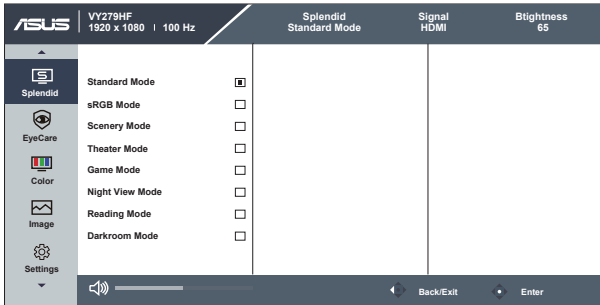 ASUS
VY279HF
1920 x 1080 | 100 Hz
Splendid
Standard Mode
Signal
HDMI
Btightness
65
Splendid
EyeCare
Color
Image
Settings
Standard Mode
sRGB Mode
Scenery Mode
Theater Mode
Game Mode
Night View Mode
Reading Mode
Darkroom Mode
Back/Exit
Enter